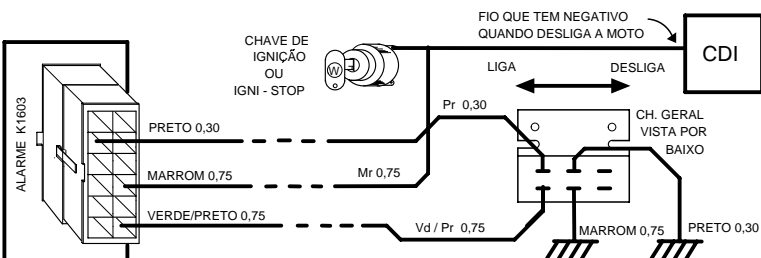 FIO QUE TEM NEGATIVO
QUANDO DESLIGA A MOTO
CDI
CHAVE DE
IGNIÇÃO
OU
IGNI - STOP
W
LIGA
DESLIGA
Pr 0,30
CH. GERAL
VISTA POR
BAIXO
ALARME K1603
PRETO 0,30
MARROM 0,75
Mr 0,75
VERDE/PRETO 0,75
Vd / Pr 0,75
MARROM 0,75
PRETO 0,30